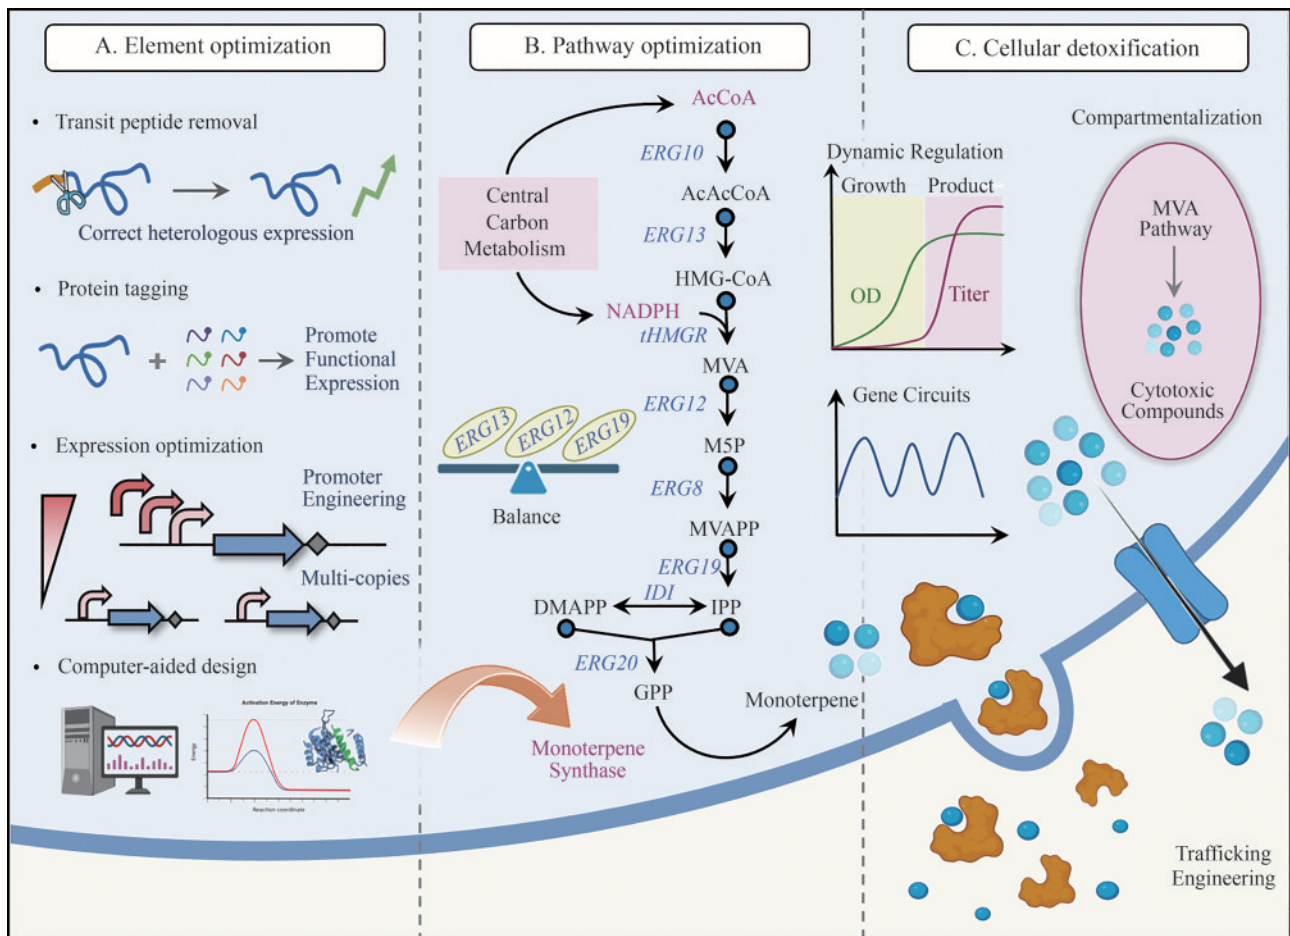 A. Element optimization
• Transit peptide removal
Correct heterologous expression
• Protein tagging
+
Promote
Functional
Expression
• Expression optimization
Promoter
Engineering
Multi-copies
• Computer-aided design
Activation Energy of Enzyme
Energy
Reaction coordinate
B. Pathway optimization
AcCoA
ERG10
Central
Carbon
Metabolism
AcAcCoA
ERG13
HMG-CoA
NADPH
tHMGR
MVA
ERG12
M5P
ERG8
MVAPP
ERG19
IDI
DMAPP
IPP
ERG20
GPP
Monoterpene
Monoterpene
Synthase
ERG13
ERG12
ERG19
Balance
C. Cellular detoxification
Dynamic Regulation
Growth
Product
OD
Titer
Gene Circuits
Compartmentalization
MVA
Pathway
Cytotoxic
Compounds
Trafficking
Engineering